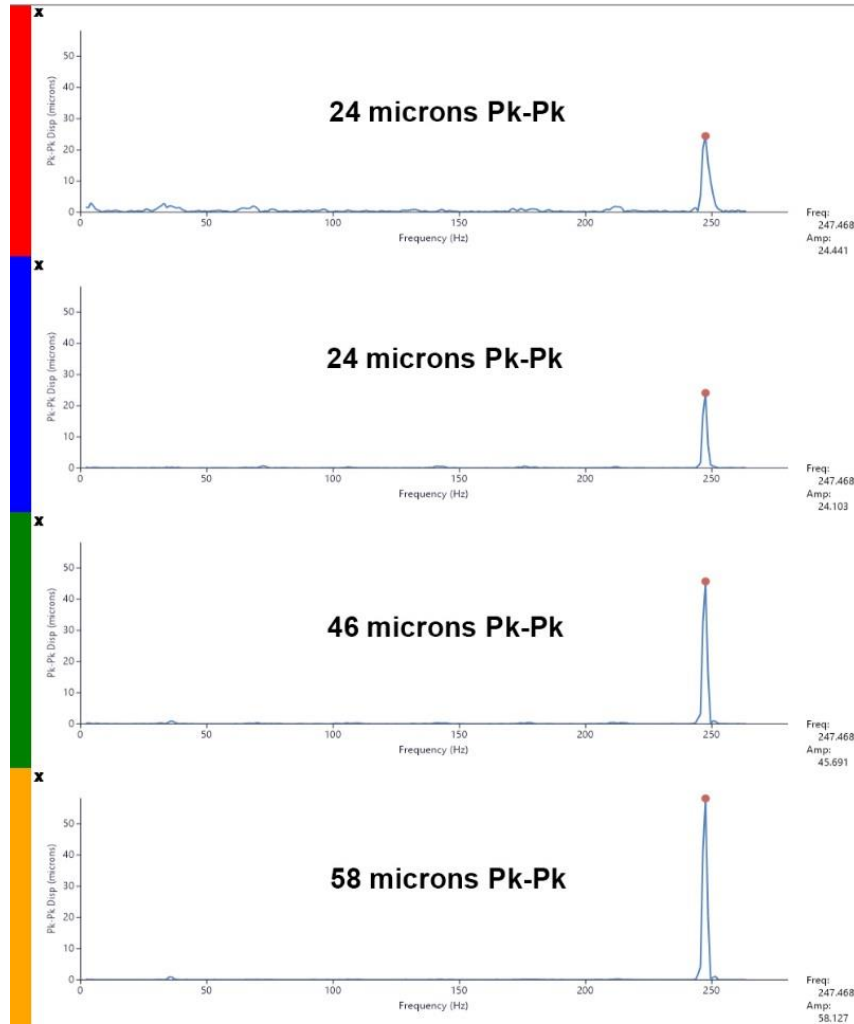 x
50
40
30
20
10
0
Pk-Pk Disp (microns)
24 microns Pk-Pk
0 50 100 150 200 250
Frequency (Hz)
Freq:
247.468
Amp:
24.441
x
50
40
30
20
10
0
Pk-Pk Disp (microns)
24 microns Pk-Pk
0 50 100 150 200 250
Frequency (Hz)
Freq:
247.468
Amp:
24.103
x
50
40
30
20
10
0
Pk-Pk Disp (microns)
46 microns Pk-Pk
0 50 100 150 200 250
Frequency (Hz)
Freq:
247.468
Amp:
45.691
x
50
40
30
20
10
0
Pk-Pk Disp (microns)
58 microns Pk-Pk
0 50 100 150 200 250
Frequency (Hz)
Freq:
247.468
Amp:
58.127